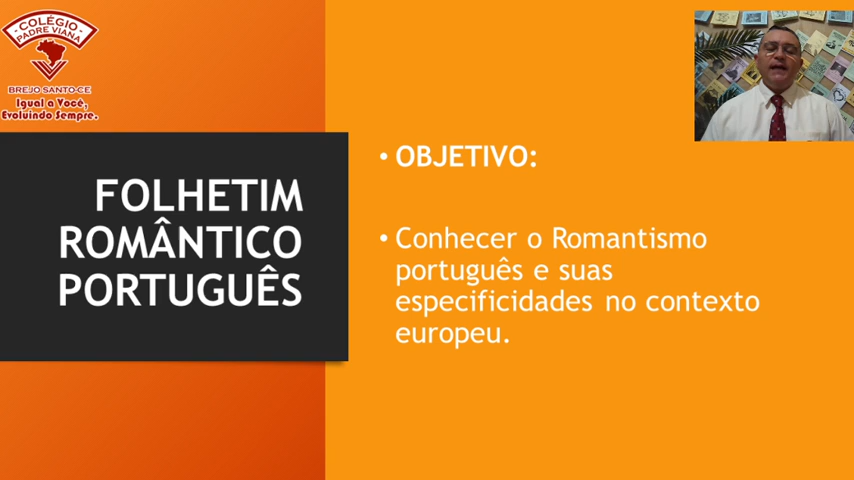 COLÉGIO
PADRE VIANA
BREJO SANTO-CE
Igual a Você,
Evoluindo Sempre.
FOLHETIM
ROMÂNTICO
PORTUGUÊS
• OBJETIVO:
• Conhecer o Romantismo
português e suas
especificidades no contexto
europeu.